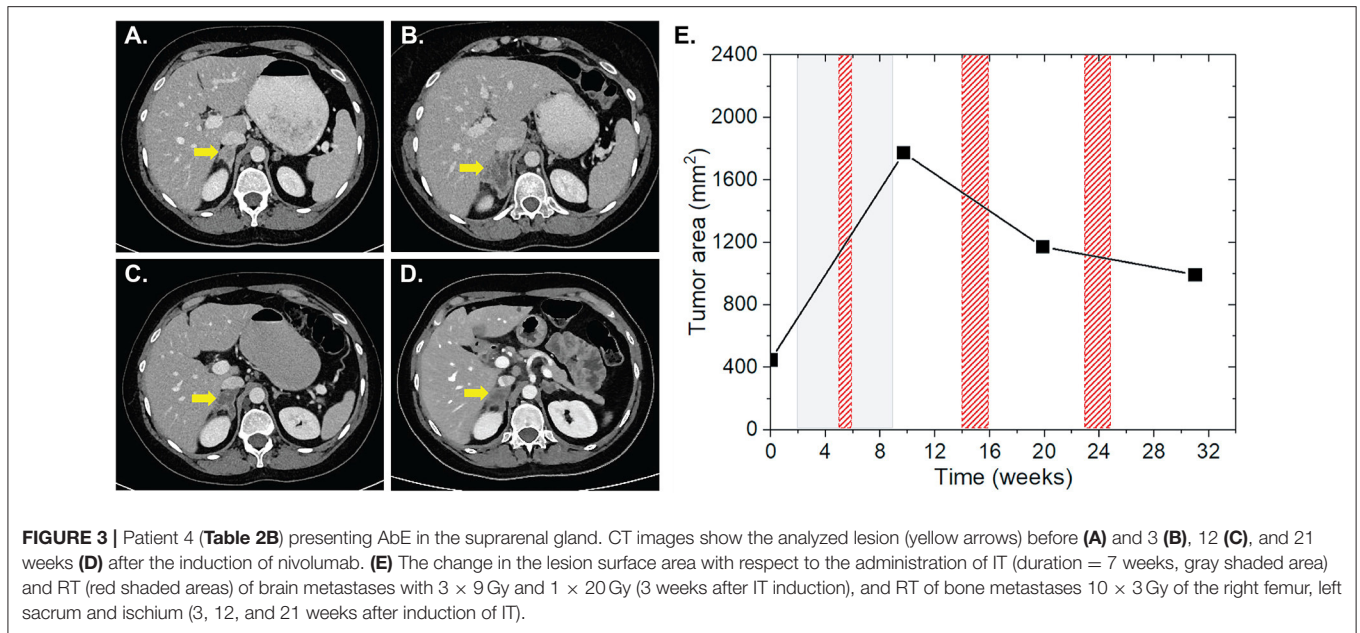 A.
B.
C.
D.
E.
2400
2000
1600
1200
800
400
0
Tumor area (mm²)
0 4 8 12 16 20 24 28 32
Time (weeks)
FIGURE 3 | Patient 4 (Table 2B) presenting AbE in the suprarenal gland. CT images show the analyzed lesion (yellow arrows) before (A) and 3 (B), 12 (C), and 21
weeks (D) after the induction of nivolumab. (E) The change in the lesion surface area with respect to the administration of IT (duration = 7 weeks, gray shaded area)
and RT (red shaded areas) of brain metastases with 3 × 9 Gy and 1 × 20 Gy (3 weeks after IT induction), and RT of bone metastases 10 × 3 Gy of the right femur, left
sacrum and ischium (3, 12, and 21 weeks after induction of IT).